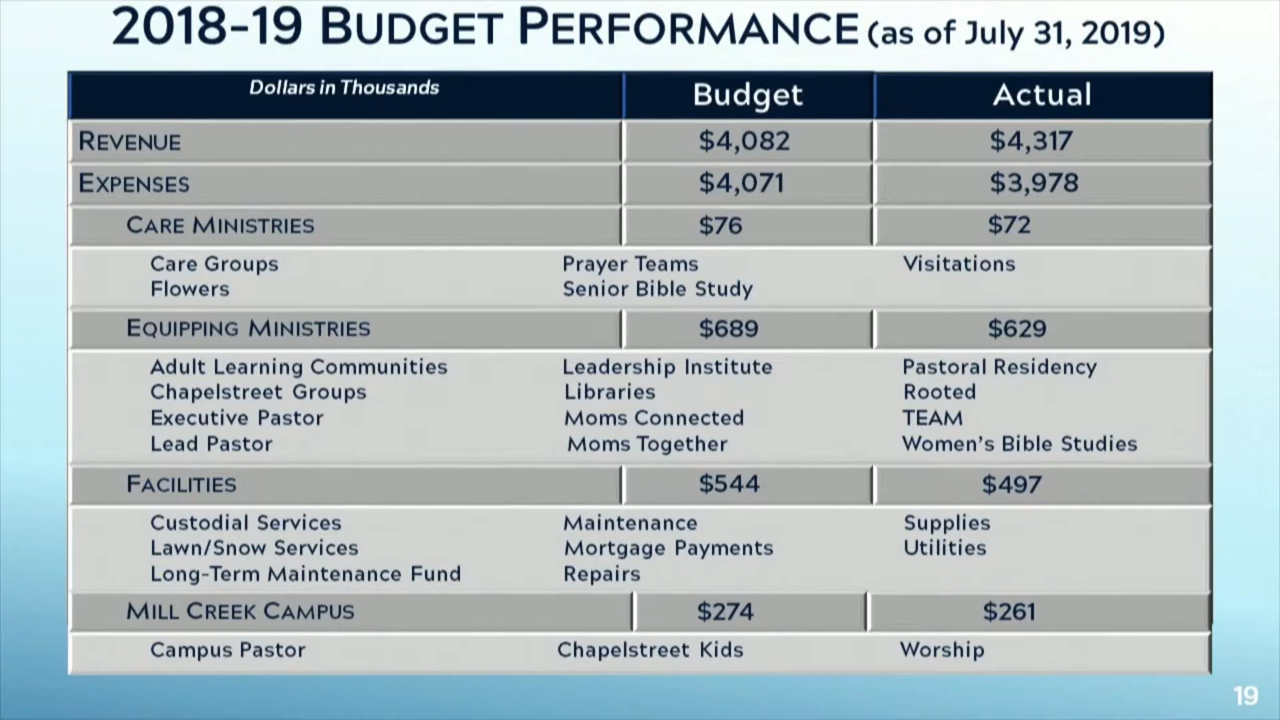 2018-19 BUDGET PERFORMANCE (as of July 31, 2019)
Dollars in Thousands Budget Actual
REVENUE $4,082 $4,317
EXPENSES $4,071 $3,978
CARE MINISTRIES $76 $72
Care Groups Prayer Teams Visitations
Flowers Senior Bible Study
EQUIPPING MINISTRIES $689 $629
Adult Learning Communities Leadership Institute Pastoral Residency
Chapelstreet Groups Libraries Rooted
Executive Pastor Moms Connected TEAM
Lead Pastor Moms Together Women's Bible Studies
FACILITIES $544 $497
Custodial Services Maintenance Supplies
Lawn/Snow Services Mortgage Payments Utilities
Long-Term Maintenance Fund Repairs
MILL CREEK CAMPUS $274 $261
Campus Pastor Chapelstreet Kids Worship
19